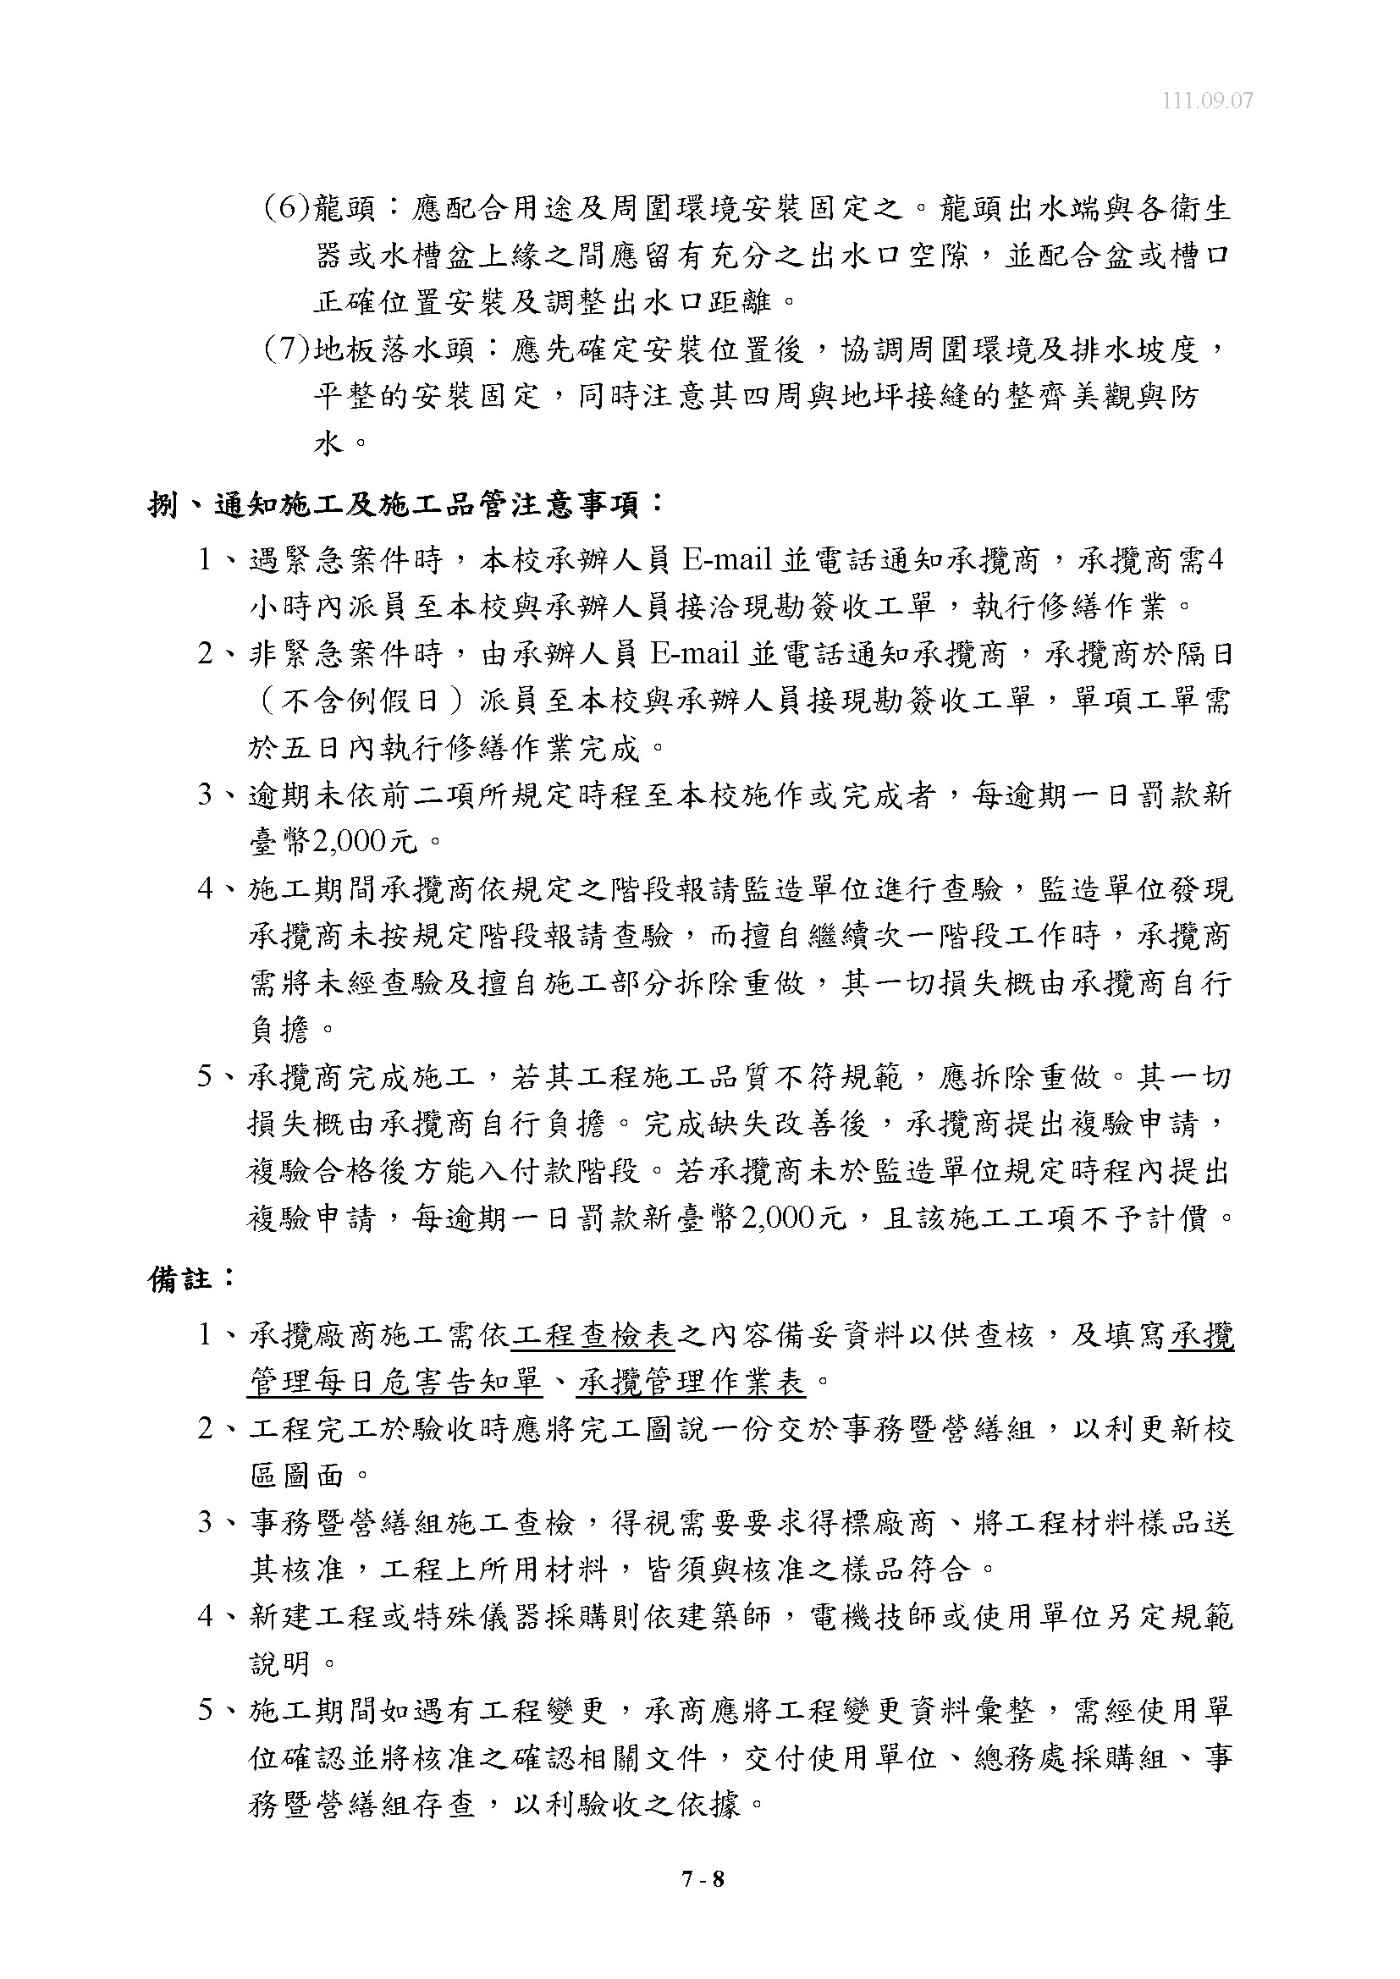 111.09.07
(6)龍頭：應配合用途及周圍環境安裝固定之。龍頭出水端與各衛生
器或水槽盆上緣之間應留有充分之出水口空隙，並配合盆或槽口
正確位置安裝及調整出水口距離。
(7)地板落水頭：應先確定安裝位置後，協調周圍環境及排水坡度，
平整的安裝固定，同時注意其四周與地坪接縫的整齊美觀與防
水。
捌、通知施工及施工品管注意事項：
1、遇緊急案件時，本校承辦人員 E-mail 並電話通知承攬商，承攬商需4
小時內派員至本校與承辦人員接洽現勘簽收工單，執行修繕作業。
2、非緊急案件時，由承辦人員 E-mail 並電話通知承攬商，承攬商於隔日
（不含例假日）派員至本校與承辦人員接現勘簽收工單，單項工單需
於五日內執行修繕作業完成。
3、逾期未依前二項所規定時程至本校施作或完成者，每逾期一日罰款新
臺幣2,000元。
4、施工期間承攬商依規定之階段報請監造單位進行查驗，監造單位發現
承攬商未按規定階段報請查驗，而擅自繼續次一階段工作時，承攬商
需將未經查驗及擅自施工部分拆除重做，其一切損失概由承攬商自行
負擔。
5、承攬商完成施工，若其工程施工品質不符規範，應拆除重做。其一切
損失概由承攬商自行負擔。完成缺失改善後，承攬商提出複驗申請，
複驗合格後方能入付款階段。若承攬商未於監造單位規定時程內提出
複驗申請，每逾期一日罰款新臺幣2,000元，且該施工工項不予計價。
備註：
1、承攬廠商施工需依工程查檢表之內容備妥資料以供查核，及填寫承攬
管理每日危害告知單、承攬管理作業表。
2、工程完工於驗收時應將完工圖說一份交於事務暨營繕組，以利更新校
區圖面。
3、事務暨營繕組施工查檢，得視需要要求得標廠商、將工程材料樣品送
其核准，工程上所用材料，皆須與核准之樣品符合。
4、新建工程或特殊儀器採購則依建築師，電機技師或使用單位另定規範
說明。
5、施工期間如遇有工程變更，承商應將工程變更資料彙整，需經使用單
位確認並將核准之確認相關文件，交付使用單位、總務處採購組、事
務暨營繕組存查，以利驗收之依據。
7 - 8